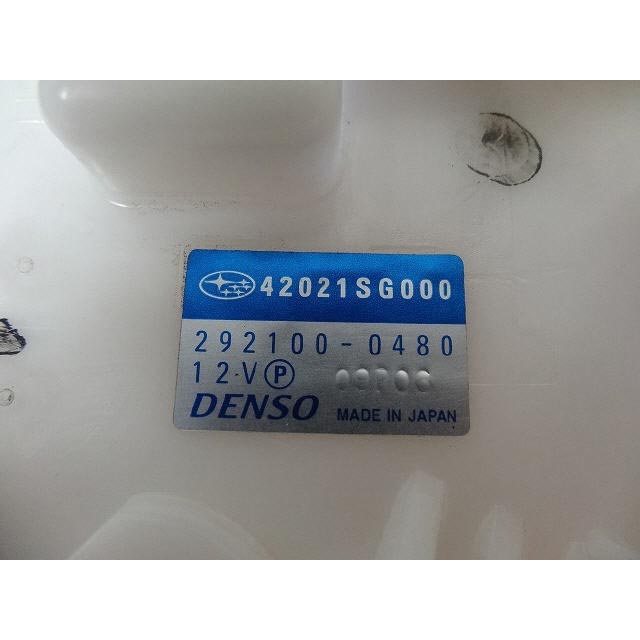 42021SG000
292100-0480
12V Ⓟ
DENSO MADE IN JAPAN